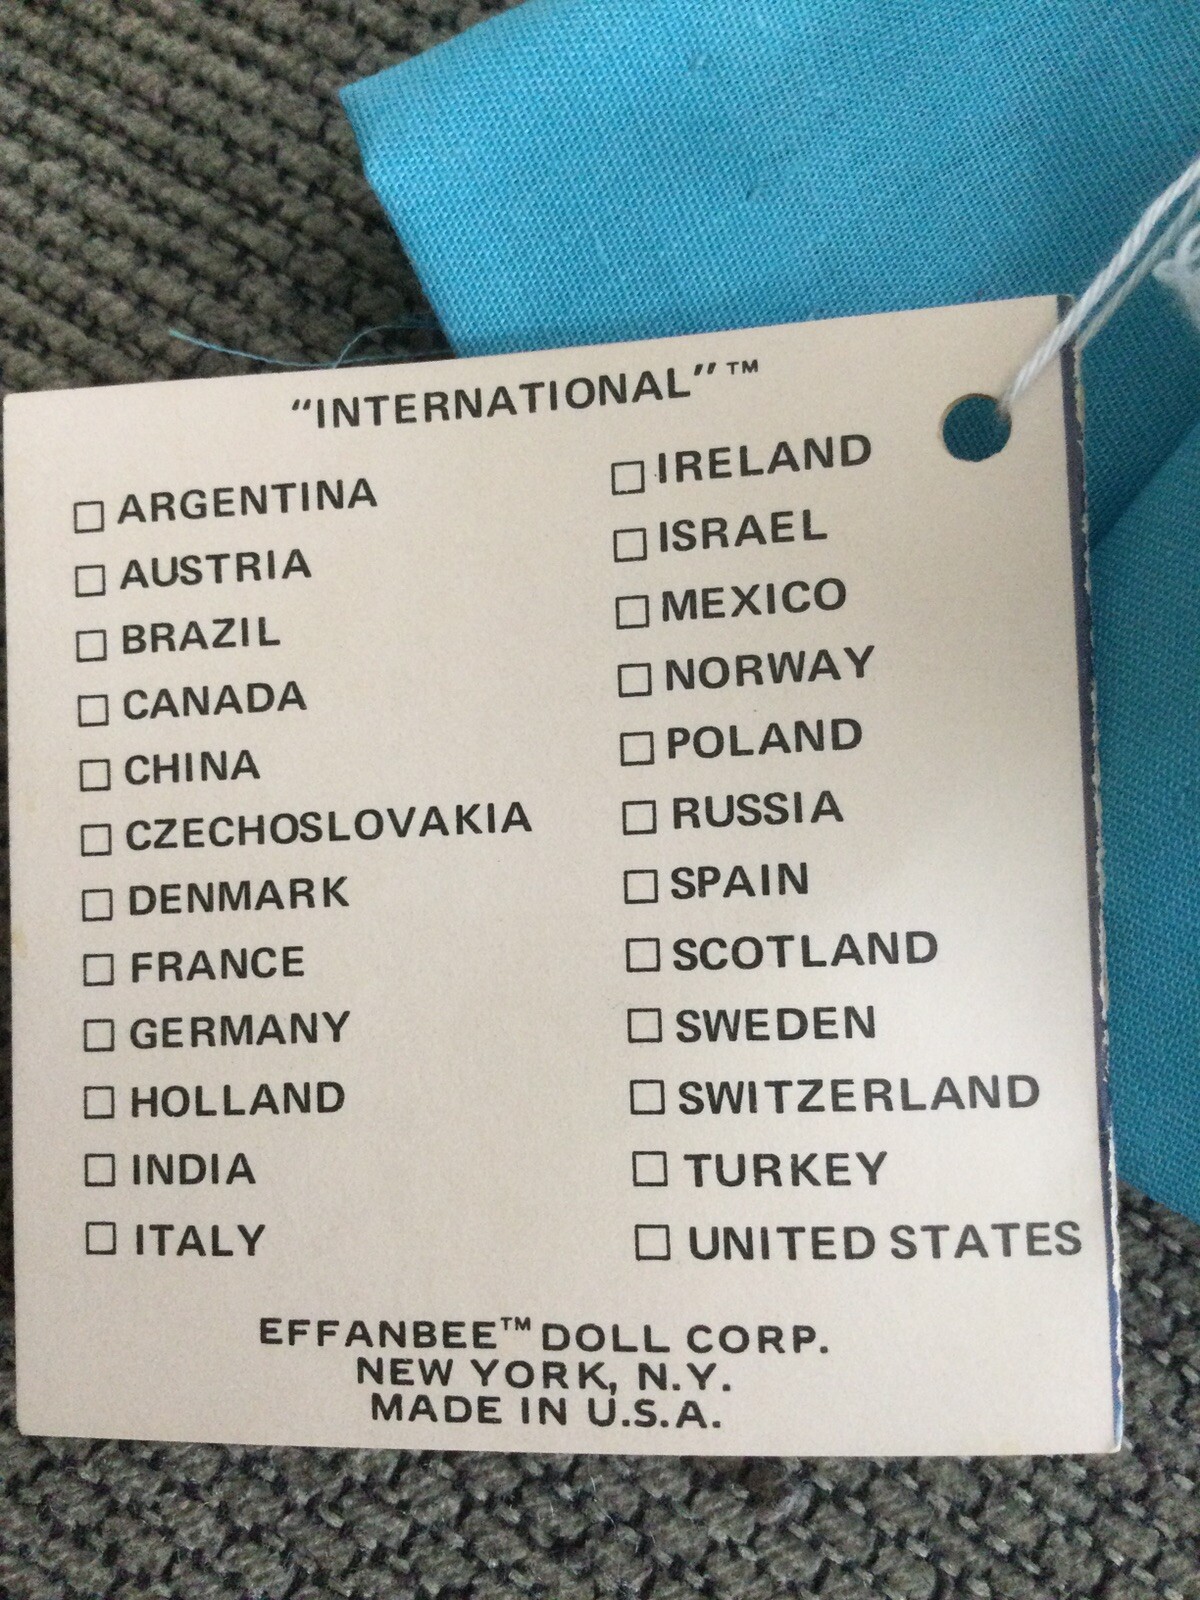 "INTERNATIONAL"™
☐ ARGENTINA
☐ AUSTRIA
☐ BRAZIL
☐ CANADA
☐ CHINA
☐ CZECHOSLOVAKIA
☐ DENMARK
☐ FRANCE
☐ GERMANY
☐ HOLLAND
☐ INDIA
☐ ITALY
☐ IRELAND
☐ ISRAEL
☐ MEXICO
☐ NORWAY
☐ POLAND
☐ RUSSIA
☐ SPAIN
☐ SCOTLAND
☐ SWEDEN
☐ SWITZERLAND
☐ TURKEY
☐ UNITED STATES
EFFANBEE™ DOLL CORP.
NEW YORK, N.Y.
MADE IN U.S.A.